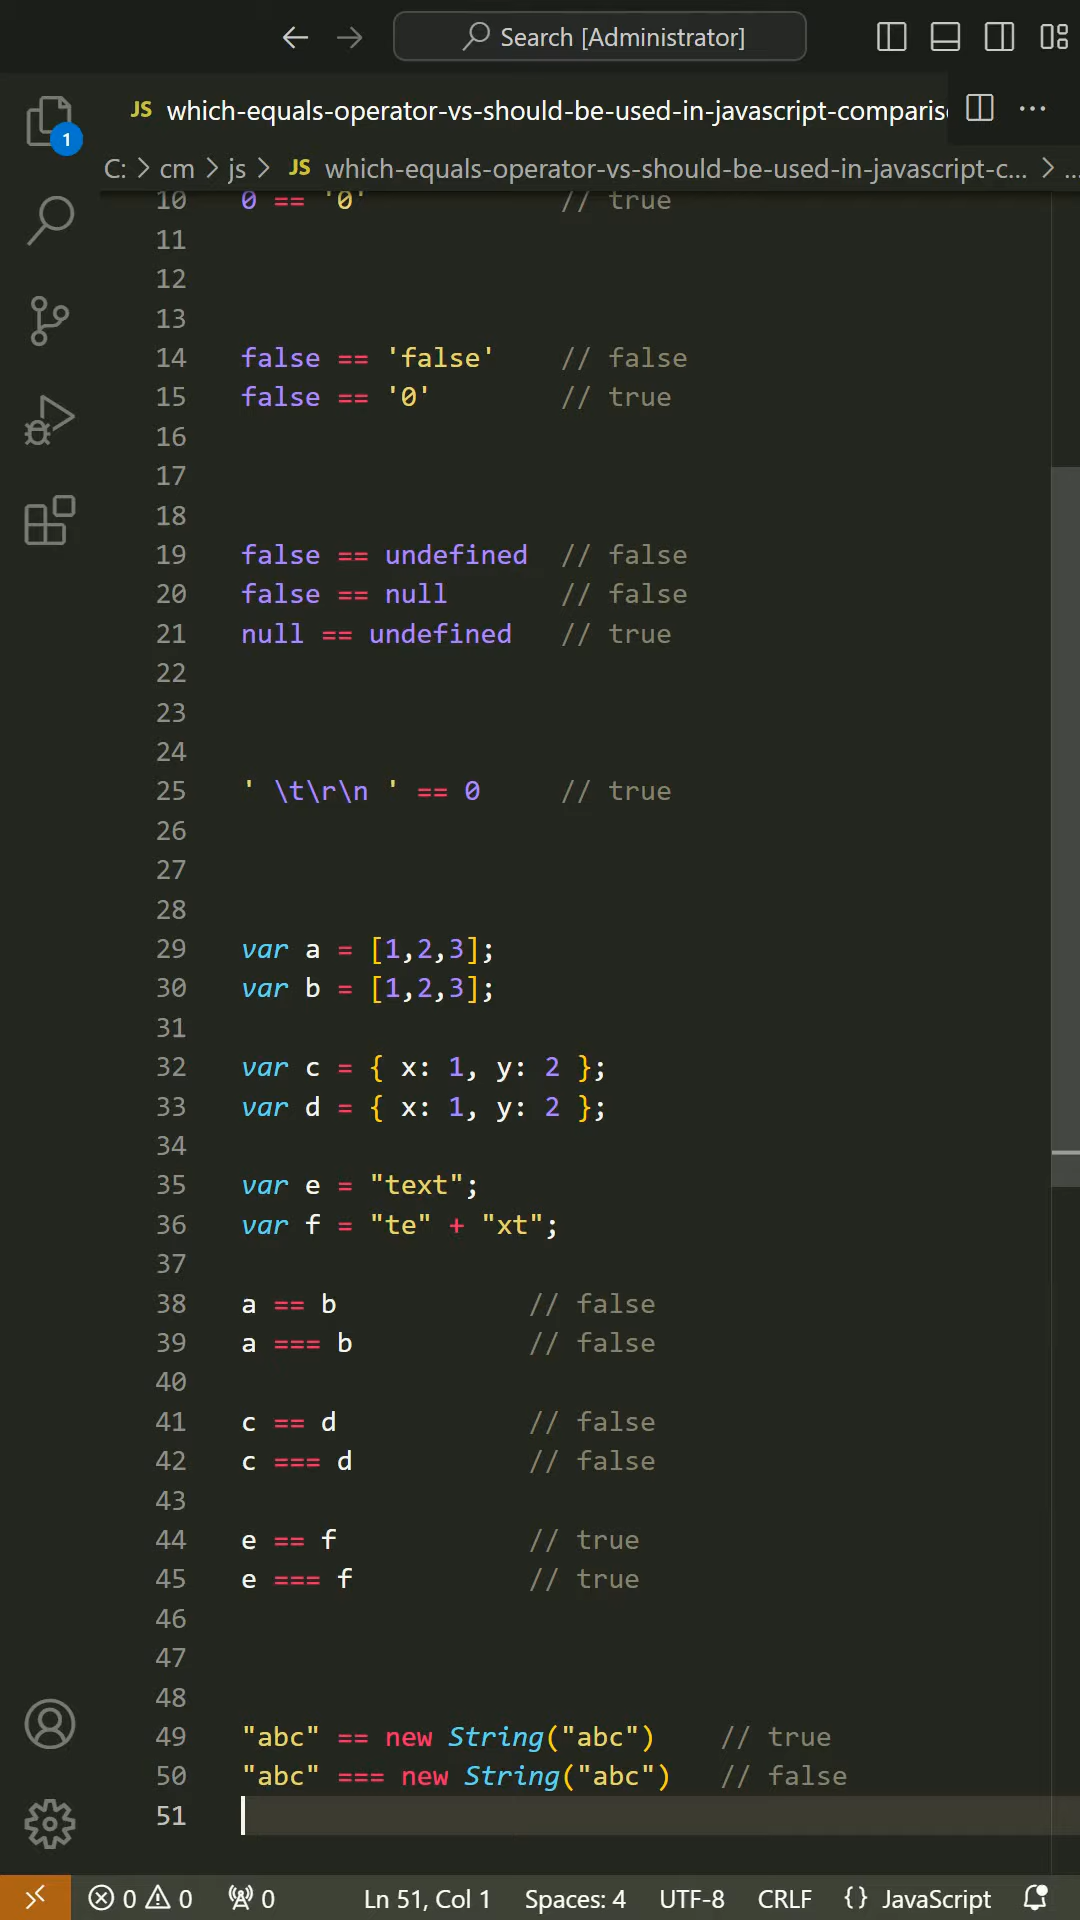 Search [Administrator]
1
JS which-equals-operator-vs-should-be-used-in-javascript-comparis
C: > cm > js > JS which-equals-operator-vs-should-be-used-in-javascript-c... > ...
10 0 == '0' // true
11
12
13
14 false == 'false' // false
15 false == '0' // true
16
17
18
19 false == undefined // false
20 false == null // false
21 null == undefined // true
22
23
24
25 ' \t\r\n ' == 0 // true
26
27
28
29 var a = [1,2,3];
30 var b = [1,2,3];
31
32 var c = { x: 1, y: 2 };
33 var d = { x: 1, y: 2 };
34
35 var e = "text";
36 var f = "te" + "xt";
37
38 a == b // false
39 a === b // false
40
41 c == d // false
42 c === d // false
43
44 e == f // true
45 e === f // true
46
47
48
49 "abc" == new String("abc") // true
50 "abc" === new String("abc") // false
51
0 0 0 Ln 51, Col 1 Spaces: 4 UTF-8 CRLF {} JavaScript